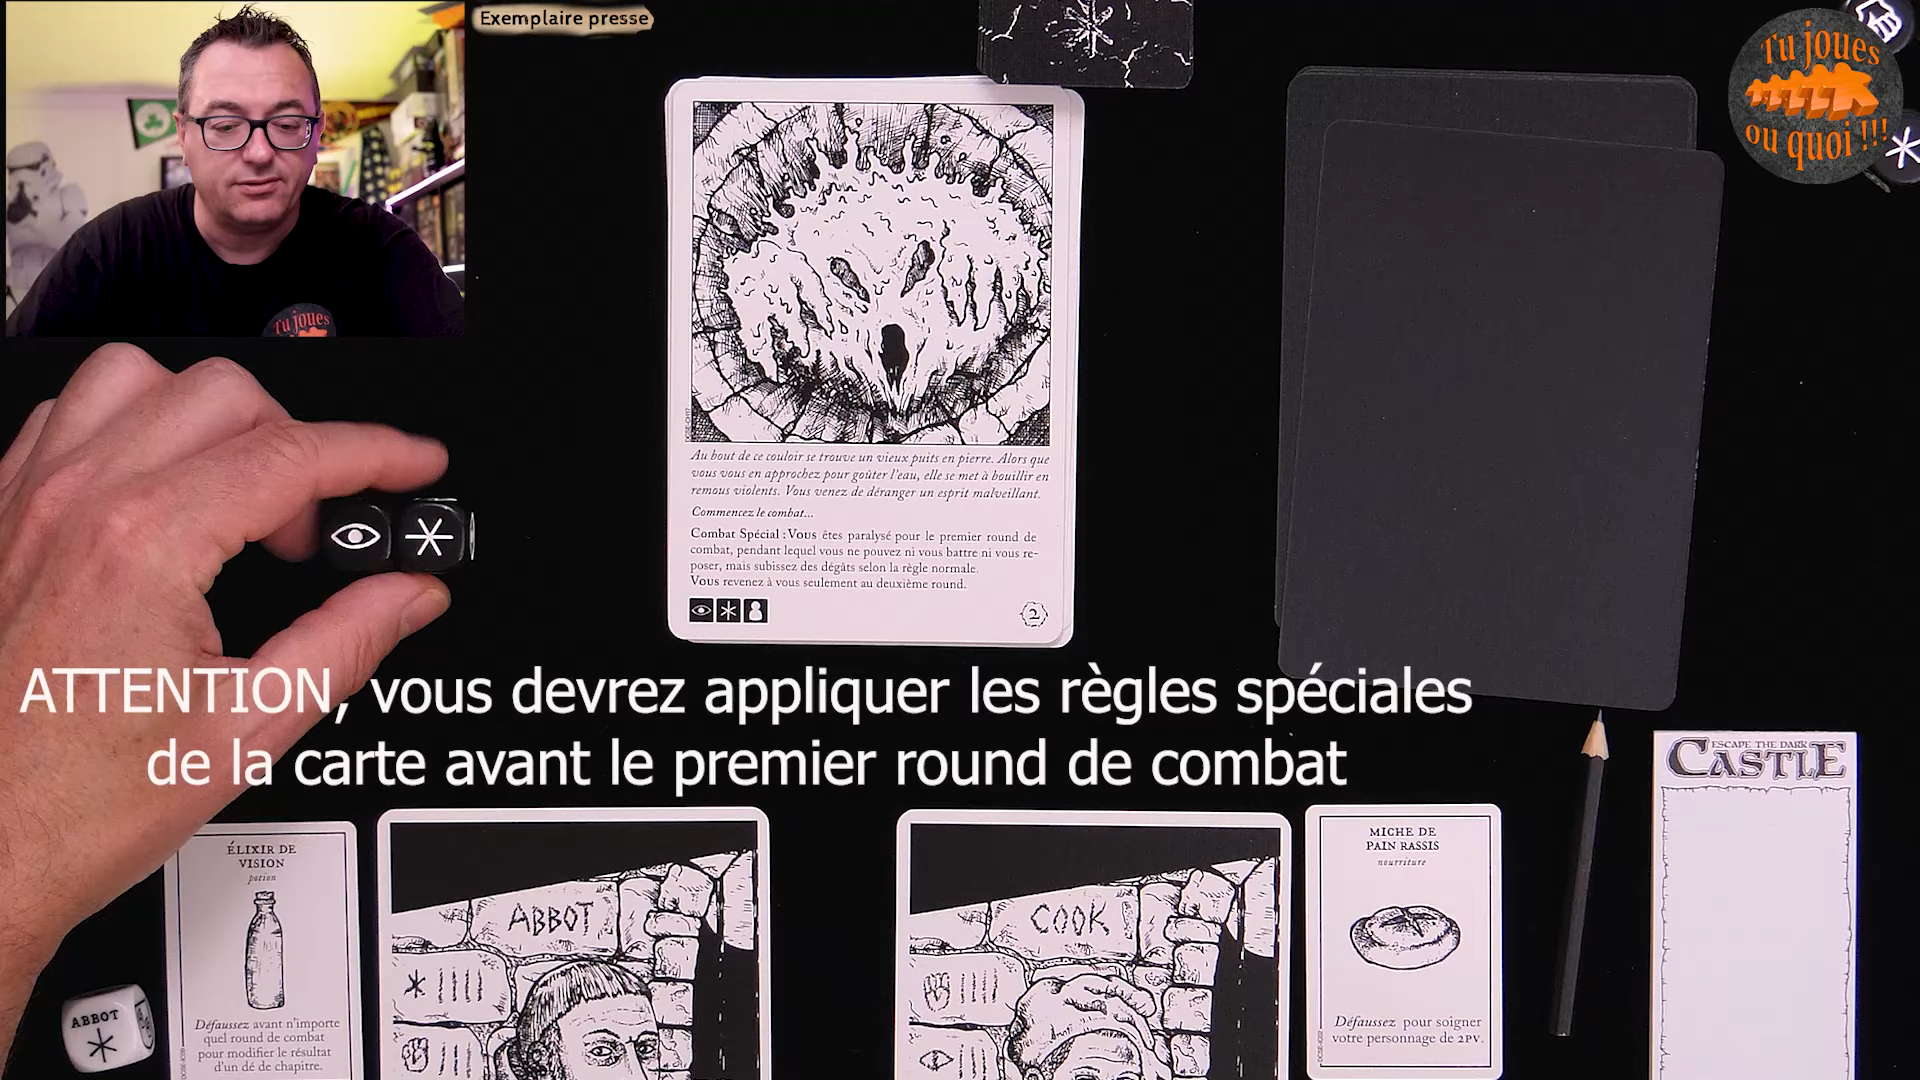 Exemplaire presse
Tu joues
ou quoi !!!
Tu joues
Au bout de ce couloir se trouve un vieux puits en pierre. Alors que
vous vous en approchez pour goûter l'eau, elle se met à bouillir en
remous violents. Vous venez de déranger un esprit malveillant.
Commencez le combat...
Combat Spécial : Vous êtes paralysé pour le premier round de
combat, pendant lequel vous ne pouvez ni vous battre ni vous re-
poser, mais subissez des dégâts selon la règle normale.
Vous revenez à vous seulement au deuxième round.
2
ATTENTION, vous devrez appliquer les règles spéciales
de la carte avant le premier round de combat
ESCAPE THE DARK
CASTLE
ÉLIXIR DE
VISION
potion
Défaussez avant n'importe
quel round de combat
pour modifier le résultat
d'un dé de chapitre.
ABBOT
COOK
MICHE DE
PAIN RASSIS
nourriture
Défaussez pour soigner
votre personnage de 2PV.
ABBOT